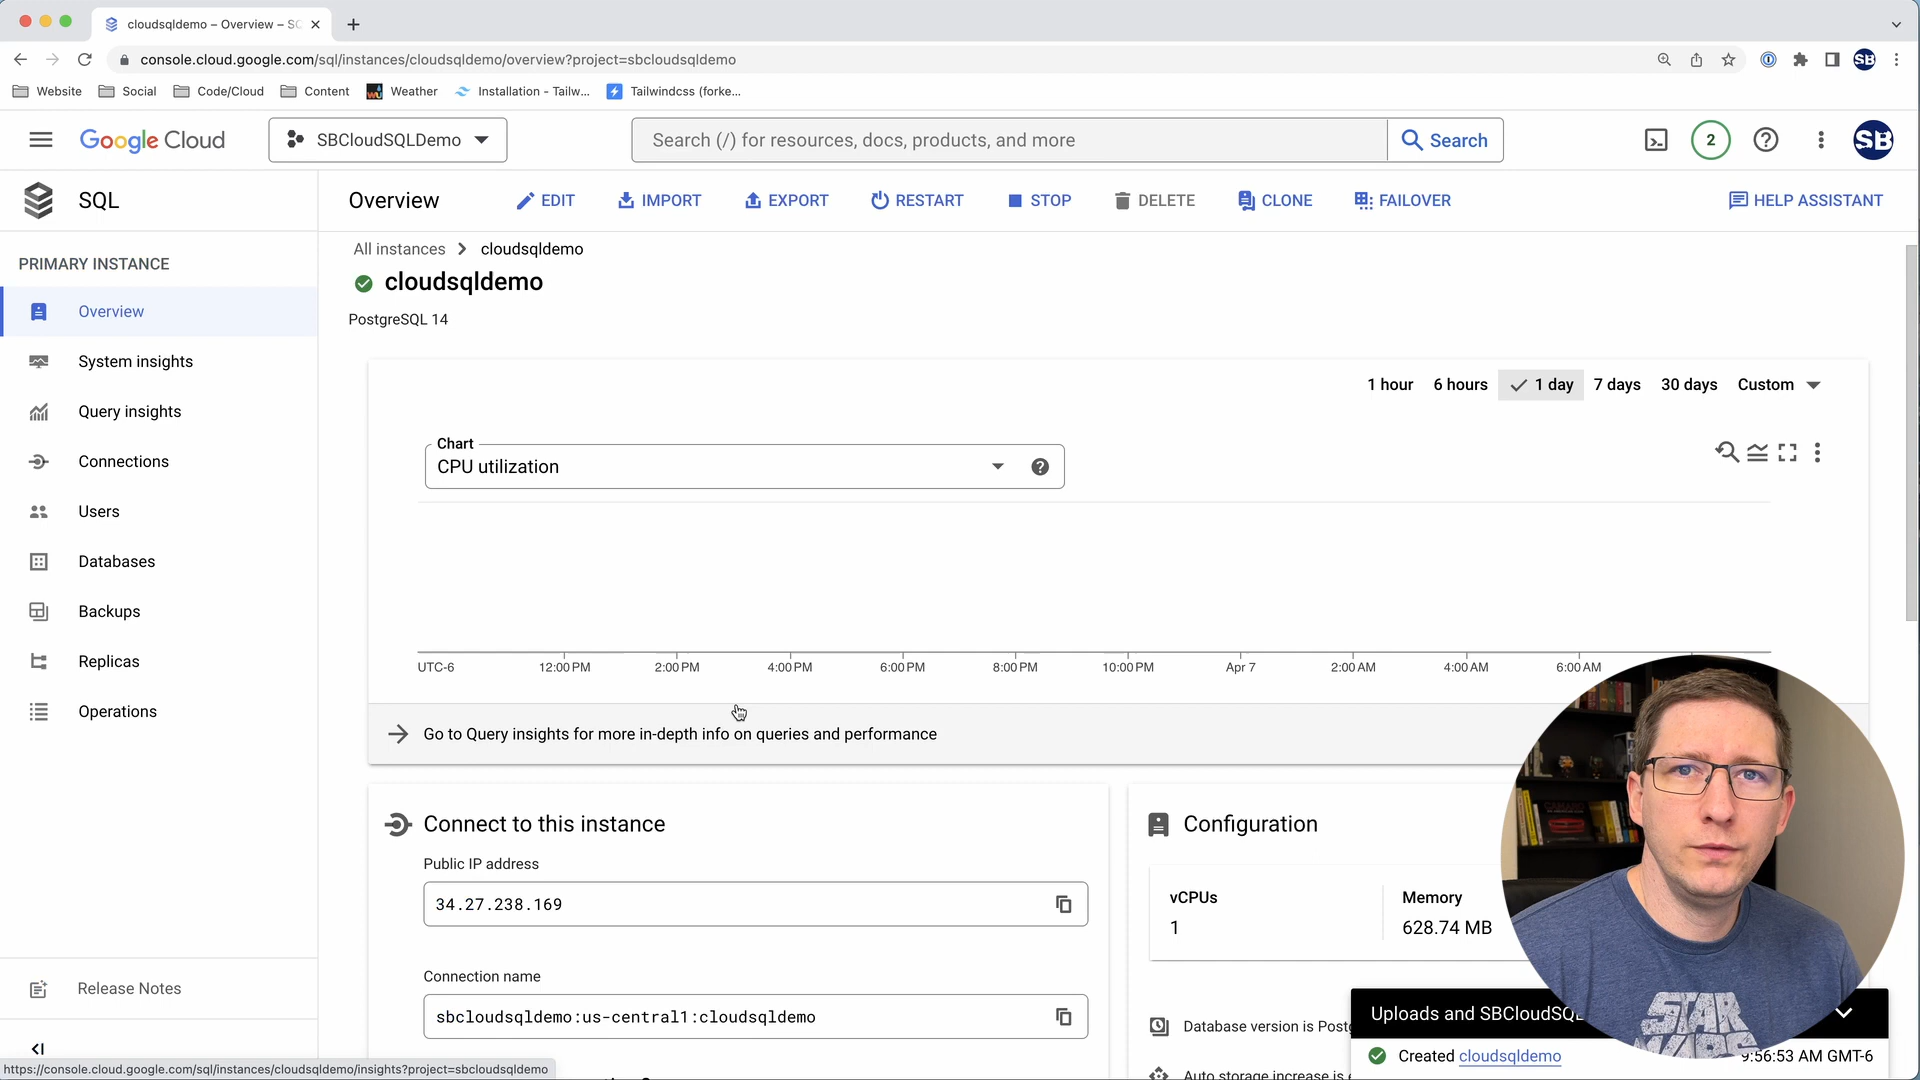 cloudsqldemo – Overview – SC
console.cloud.google.com/sql/instances/cloudsqldemo/overview?project=sbcloudsqldemo
SB
Website
Social
Code/Cloud
Content
Weather
Installation - Tailw...
Tailwindcss (forke...
Google Cloud
SBCloudSQLDemo
Search (/) for resources, docs, products, and more
Search
2
SB
SQL
Overview
EDIT
IMPORT
EXPORT
RESTART
STOP
DELETE
CLONE
FAILOVER
HELP ASSISTANT
PRIMARY INSTANCE
Overview
System insights
Query insights
Connections
Users
Databases
Backups
Replicas
Operations
Release Notes
All instances > cloudsqldemo
cloudsqldemo
PostgreSQL 14
1 hour 6 hours 1 day 7 days 30 days Custom
Chart
CPU utilization
UTC-6 12:00 PM 2:00 PM 4:00 PM 6:00 PM 8:00 PM 10:00 PM Apr 7 2:00 AM 4:00 AM 6:00 AM
Go to Query insights for more in-depth info on queries and performance
Connect to this instance
Public IP address
34.27.238.169
Connection name
sbcloudsqldemo:us-central1:cloudsqldemo
Configuration
vCPUs Memory
1 628.74 MB
Database version is Postg
Auto storage increase is e
Uploads and SBCloudSQL
Created cloudsqldemo 9:56:53 AM GMT-6
STAR
WARS
https://console.cloud.google.com/sql/instances/cloudsqldemo/insights?project=sbcloudsqldemo